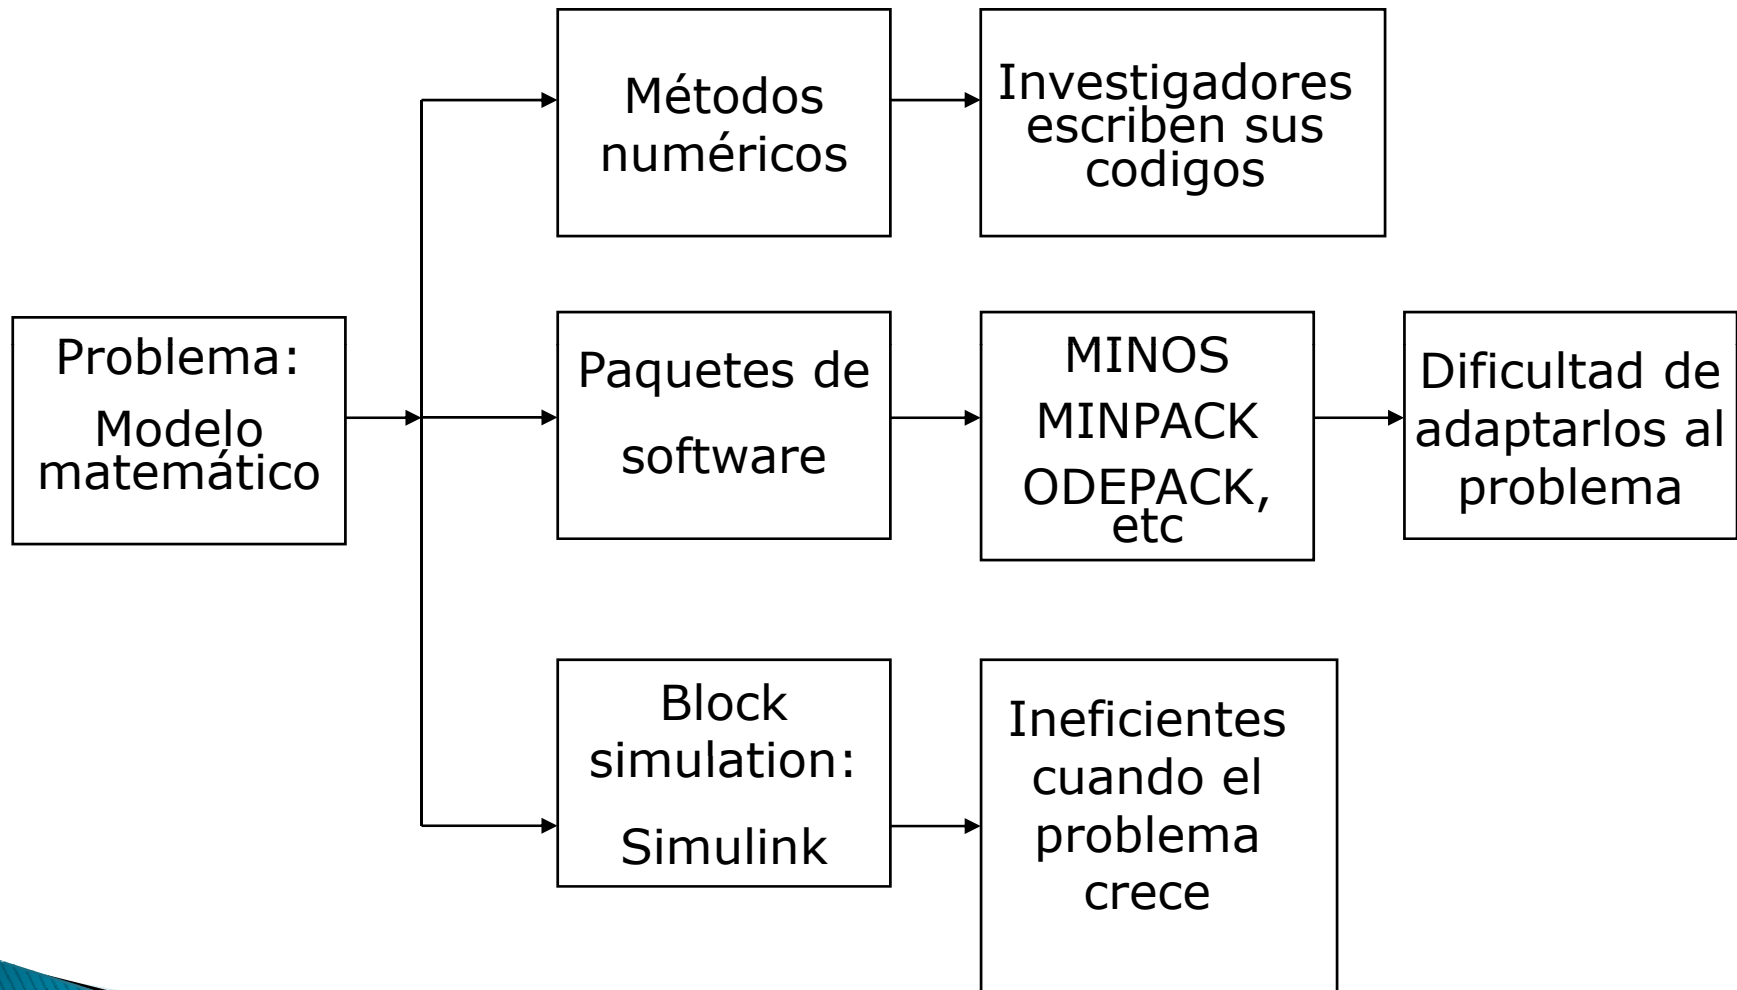 Problema:
Modelo
matemático
Métodos
numéricos
Investigadores
escriben sus
codigos
Paquetes de
software
MINOS
MINPACK
ODEPACK,
etc
Dificultad de
adaptarlos al
problema
Block
simulation:
Simulink
Ineficientes
cuando el
problema
crece